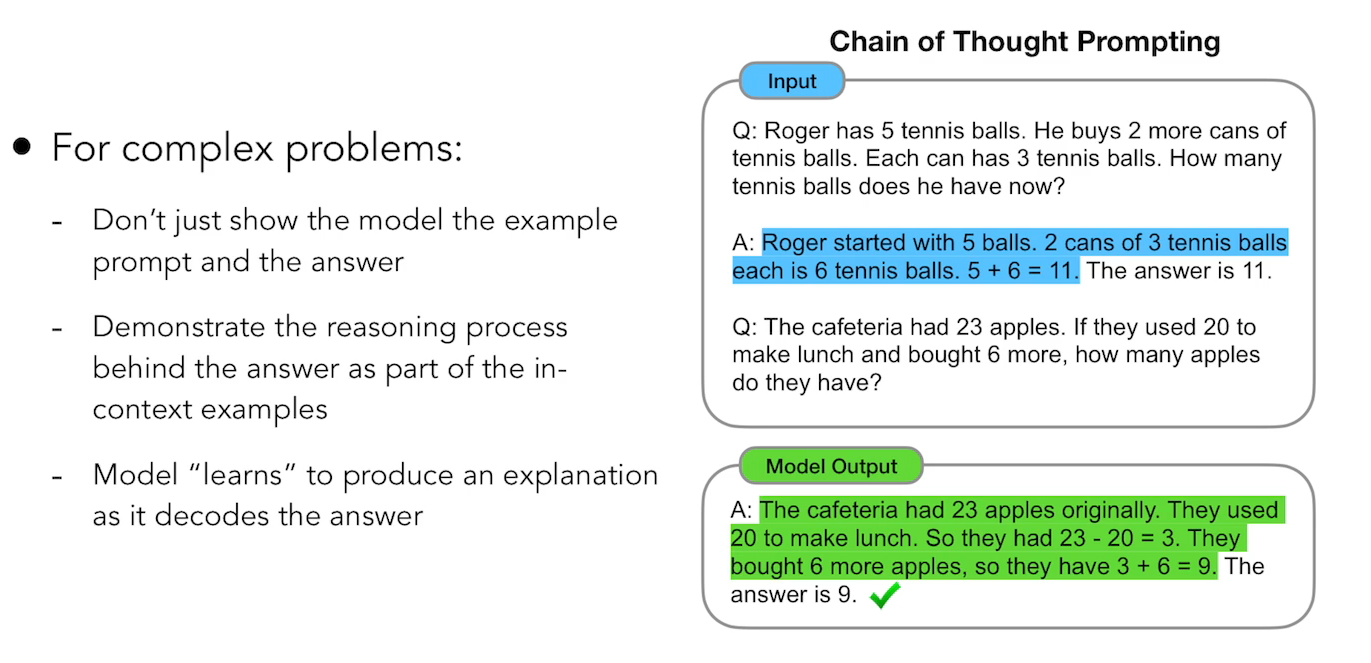 • For complex problems:
- Don’t just show the model the example
prompt and the answer
- Demonstrate the reasoning process
behind the answer as part of the in-
context examples
- Model “learns” to produce an explanation
as it decodes the answer
Chain of Thought Prompting
Input
Q: Roger has 5 tennis balls. He buys 2 more cans of
tennis balls. Each can has 3 tennis balls. How many
tennis balls does he have now?
A: Roger started with 5 balls. 2 cans of 3 tennis balls
each is 6 tennis balls. 5 + 6 = 11. The answer is 11.
Q: The cafeteria had 23 apples. If they used 20 to
make lunch and bought 6 more, how many apples
do they have?
Model Output
A: The cafeteria had 23 apples originally. They used
20 to make lunch. So they had 23 - 20 = 3. They
bought 6 more apples, so they have 3 + 6 = 9. The
answer is 9.